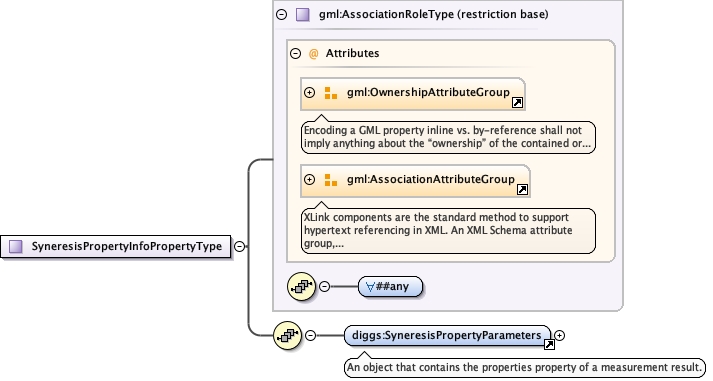 gml:AssociationRoleType (restriction base)
@ Attributes
gml:OwnershipAttributeGroup
Encoding a GML property inline vs. by-reference shall not
imply anything about the “ownership” of the contained or...
gml:AssociationAttributeGroup
XLink components are the standard method to support
hypertext referencing in XML. An XML Schema attribute
group,...
SyneresisPropertyInfoPropertyType
∀##any
diggs:SyneresisPropertyParameters
An object that contains the properties property of a measurement result.